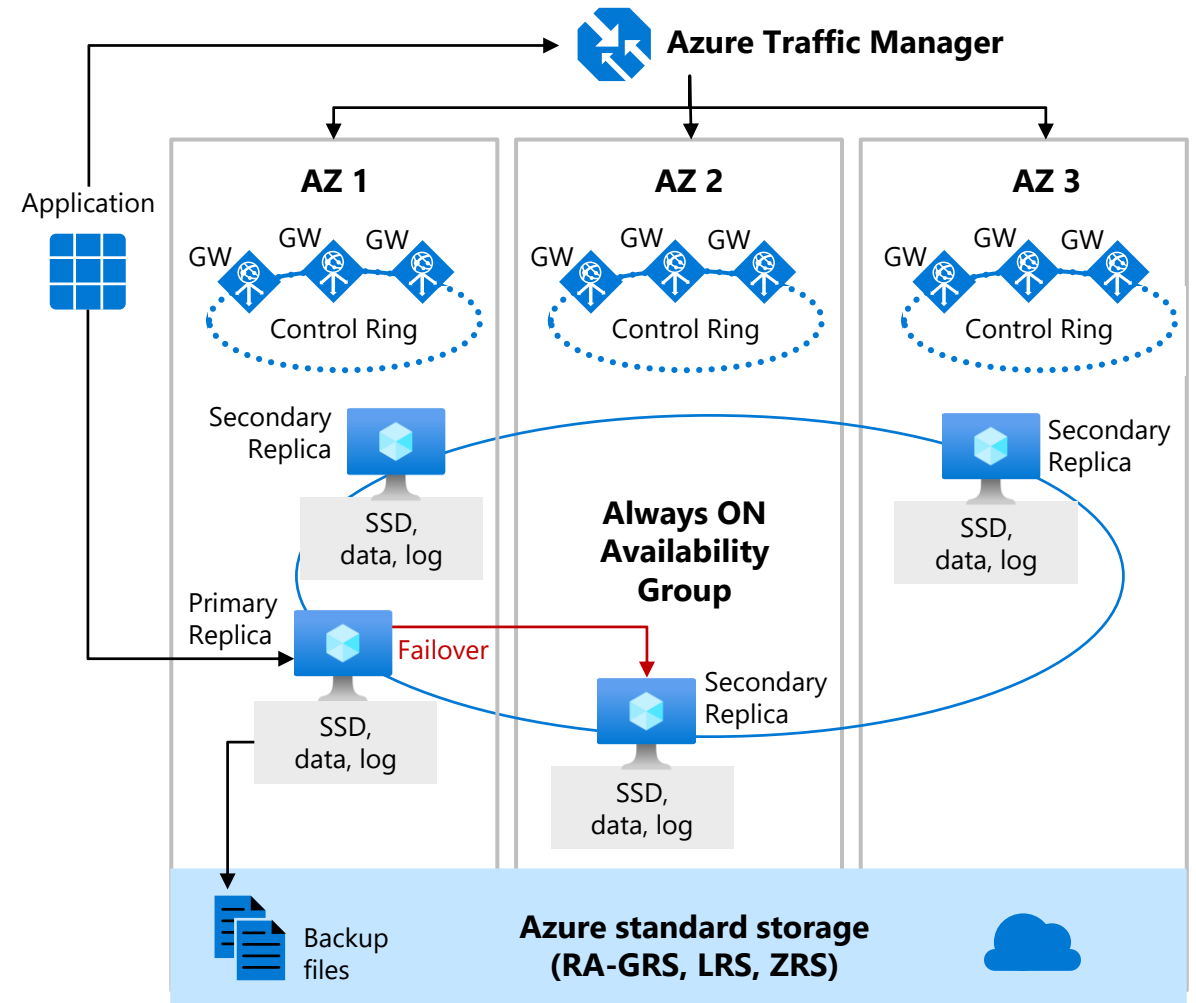 Azure Traffic Manager
Application
AZ 1
AZ 2
AZ 3
GW
GW
GW
Control Ring
GW
GW
GW
Control Ring
GW
GW
GW
Control Ring
Secondary
Replica
SSD,
data, log
Secondary
Replica
SSD,
data, log
Always ON
Availability
Group
Primary
Replica
Failover
SSD,
data, log
Secondary
Replica
SSD,
data, log
Backup
files
Azure standard storage
(RA-GRS, LRS, ZRS)